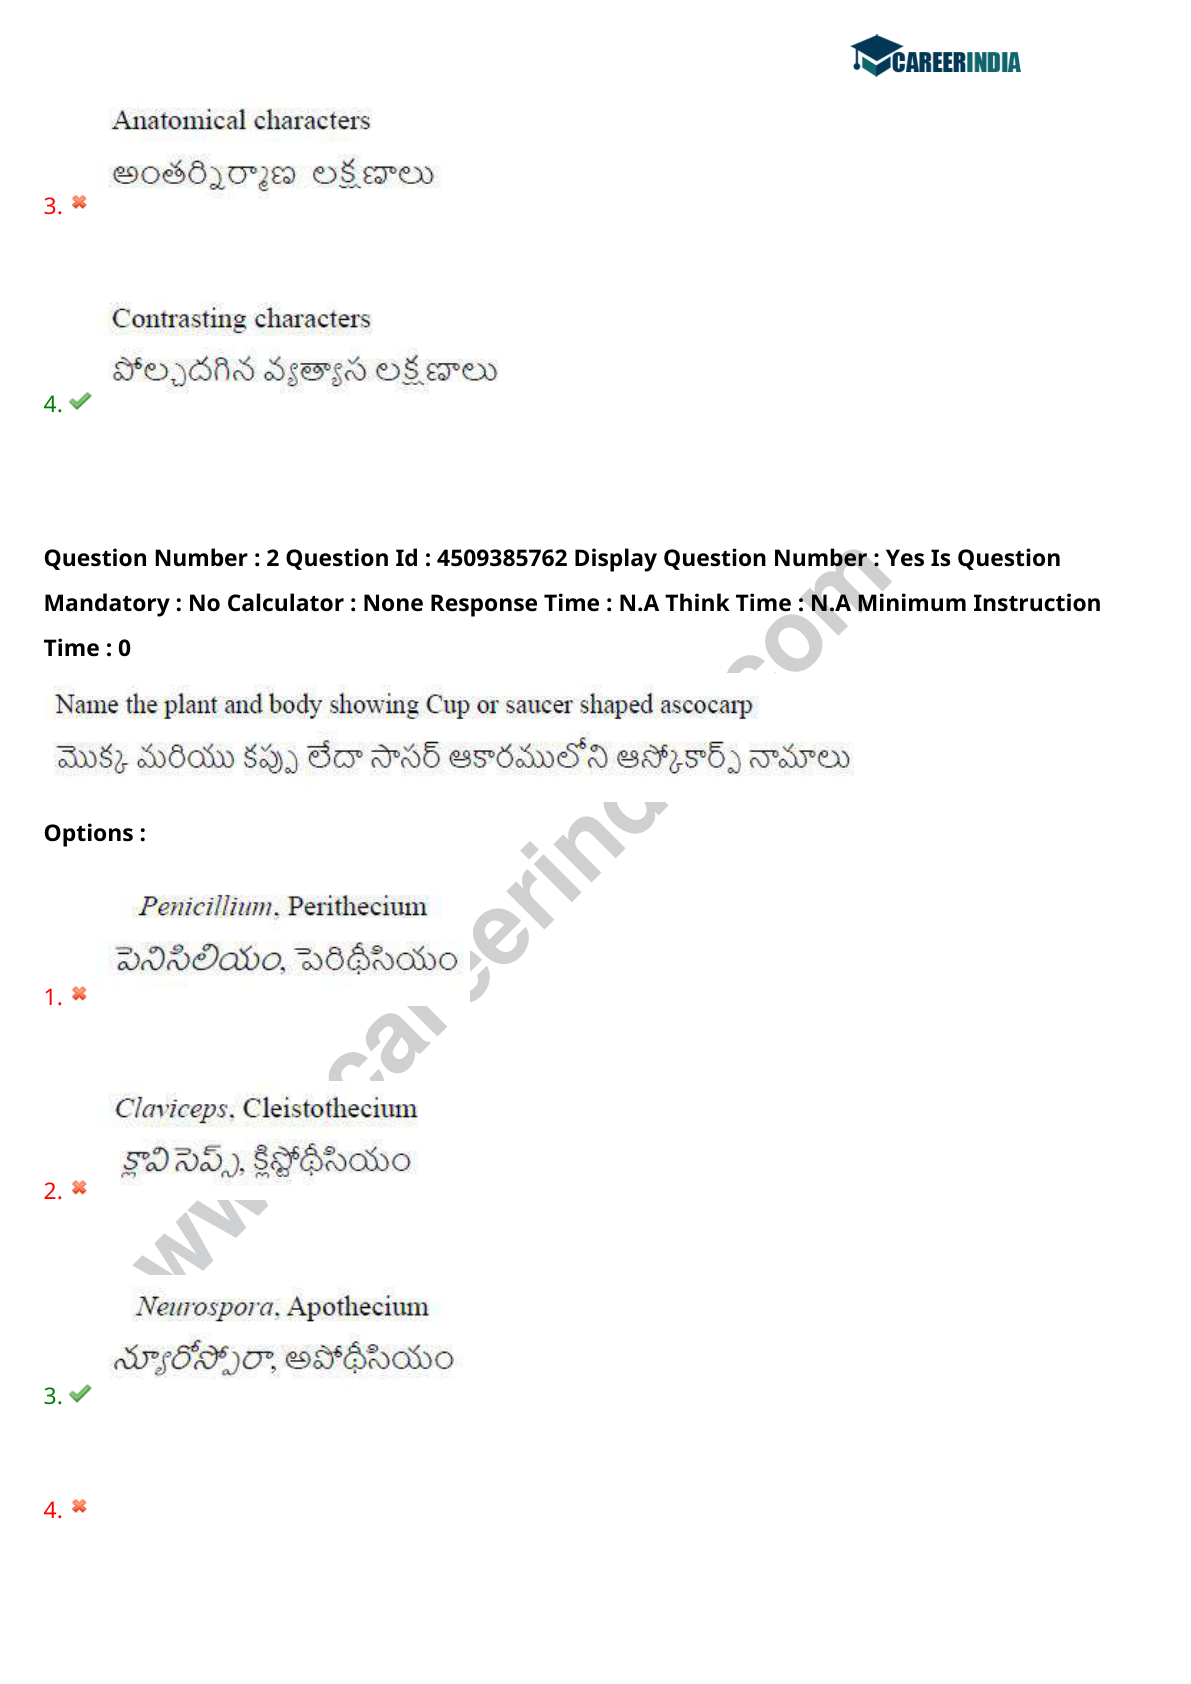 CAREERINDIA
Anatomical characters
అంతర్నిర్మాణ లక్షణాలు
3.
Contrasting characters
పోల్చదగిన వ్యత్యాస లక్షణాలు
4.
Question Number : 2 Question Id : 4509385762 Display Question Number : Yes Is Question
Mandatory : No Calculator : None Response Time : N.A Think Time : N.A Minimum Instruction
Time : 0
Name the plant and body showing Cup or saucer shaped ascocarp
మొక్క మరియు కప్పు లేదా సాసర్ ఆకారములోని ఆస్కోకార్ప్ నామాలు
Options :
Penicillium, Perithecium
పెనిసిలియం, పెరిథీసియం
1.
Claviceps, Cleistothecium
క్లావిసెప్స్, క్లిస్టోథీసియం
2.
Neurospora, Apothecium
న్యూరోస్పోరా, అపోథీసియం
3.
4.